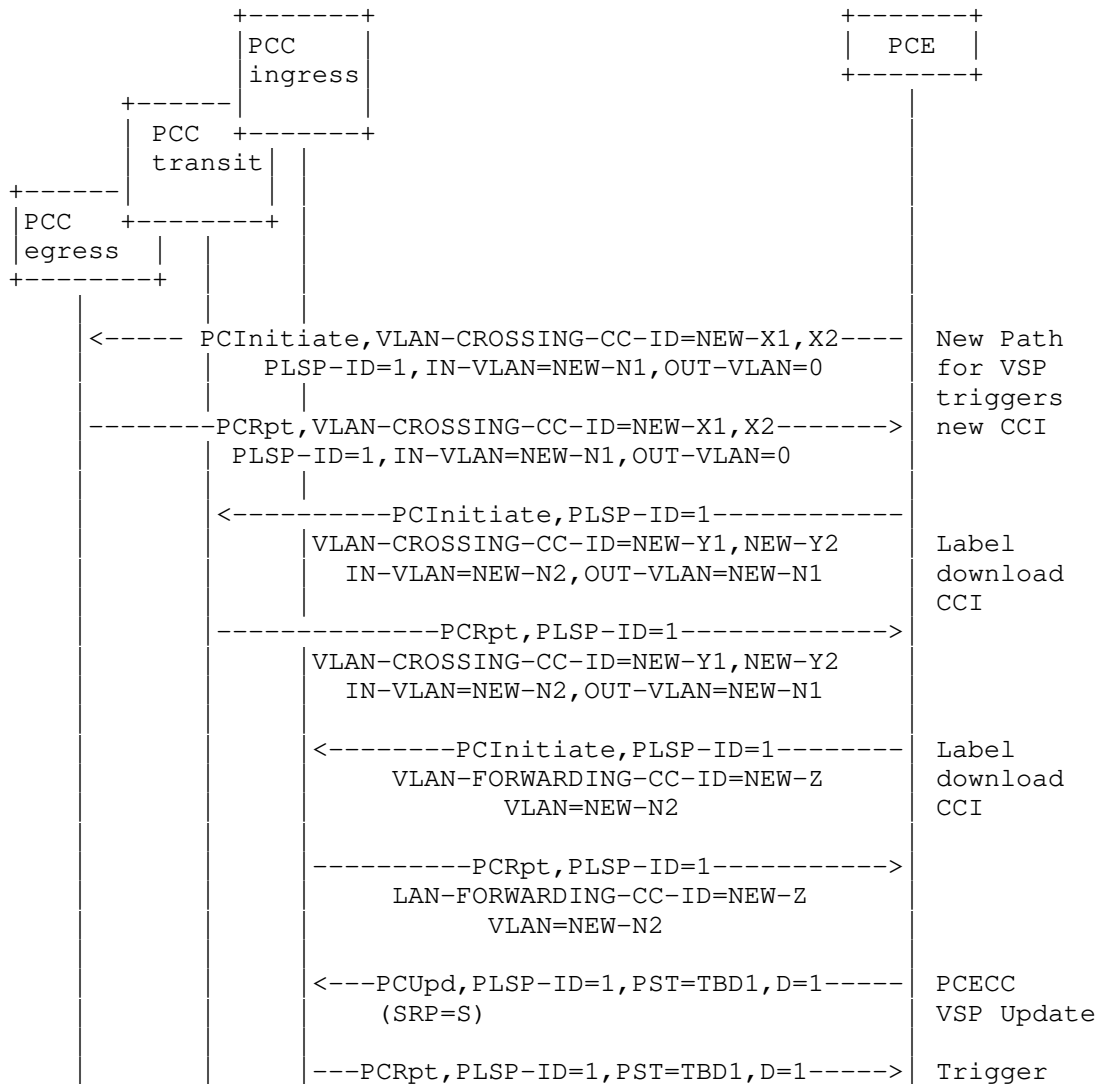 PCC
ingress
PCE
PCC
transit
PCC
egress
<----- PCInitiate,VLAN-CROSSING-CC-ID=NEW-X1,X2---- New Path
PLSP-ID=1,IN-VLAN=NEW-N1,OUT-VLAN=0 for VSP
triggers
--------PCRpt,VLAN-CROSSING-CC-ID=NEW-X1,X2-------> new CCI
PLSP-ID=1,IN-VLAN=NEW-N1,OUT-VLAN=0
<----------PCInitiate,PLSP-ID=1------------
VLAN-CROSSING-CC-ID=NEW-Y1,NEW-Y2 Label
IN-VLAN=NEW-N2,OUT-VLAN=NEW-N1 download
CCI
--------------PCRpt,PLSP-ID=1------------->
VLAN-CROSSING-CC-ID=NEW-Y1,NEW-Y2
IN-VLAN=NEW-N2,OUT-VLAN=NEW-N1
<--------PCInitiate,PLSP-ID=1-------- Label
VLAN-FORWARDING-CC-ID=NEW-Z download
VLAN=NEW-N2 CCI
----------PCRpt,PLSP-ID=1----------->
LAN-FORWARDING-CC-ID=NEW-Z
VLAN=NEW-N2
<---PCUpd,PLSP-ID=1,PST=TBD1,D=1----- PCECC
(SRP=S) VSP Update
---PCRpt,PLSP-ID=1,PST=TBD1,D=1-----> Trigger